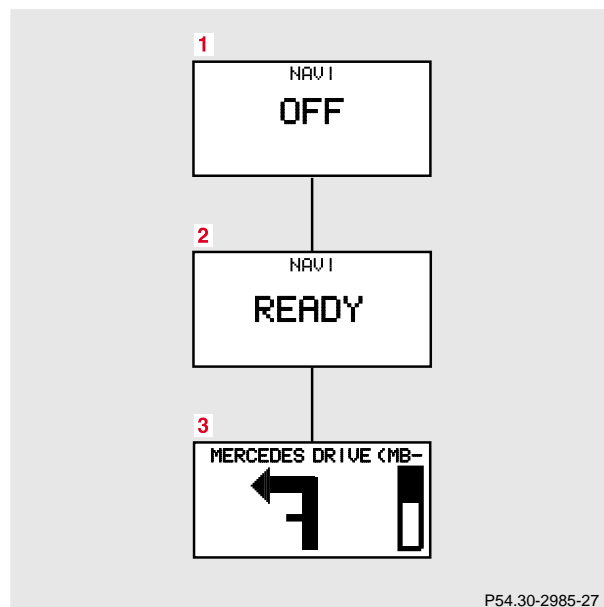 1
NAVI
OFF
2
NAVI
READY
3
MERCEDES DRIVE (MB-
P54.30-2985-27